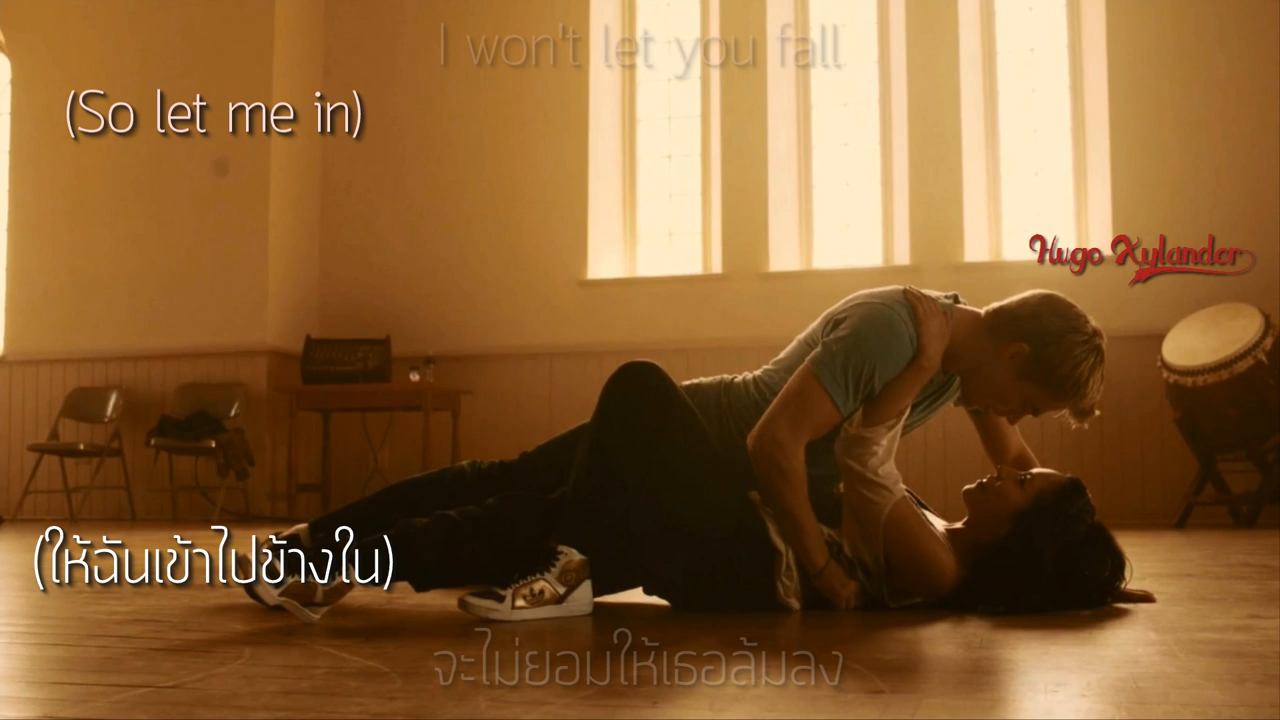 I won't let you fall
(So let me in)
Hugo Xylander
(ให้ฉันเข้าไปข้างใน)
จะไม่ยอมให้เธอล้มลง